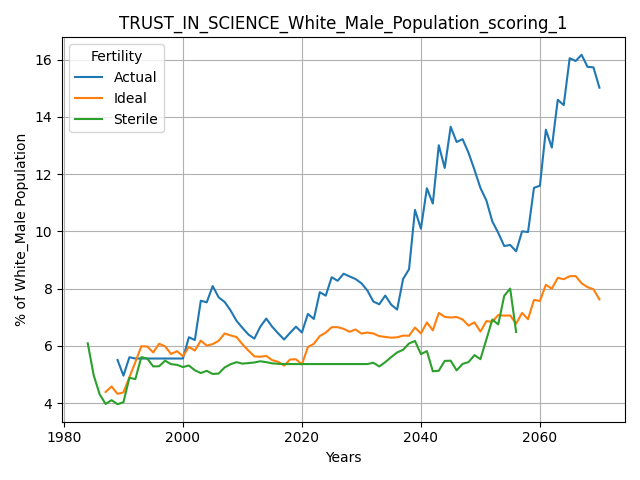 TRUST_IN_SCIENCE_White_Male_Population_scoring_1
Fertility
Actual
Ideal
Sterile
% of White_Male Population
16
14
12
10
8
6
4
1980 2000 2020 2040 2060
Years